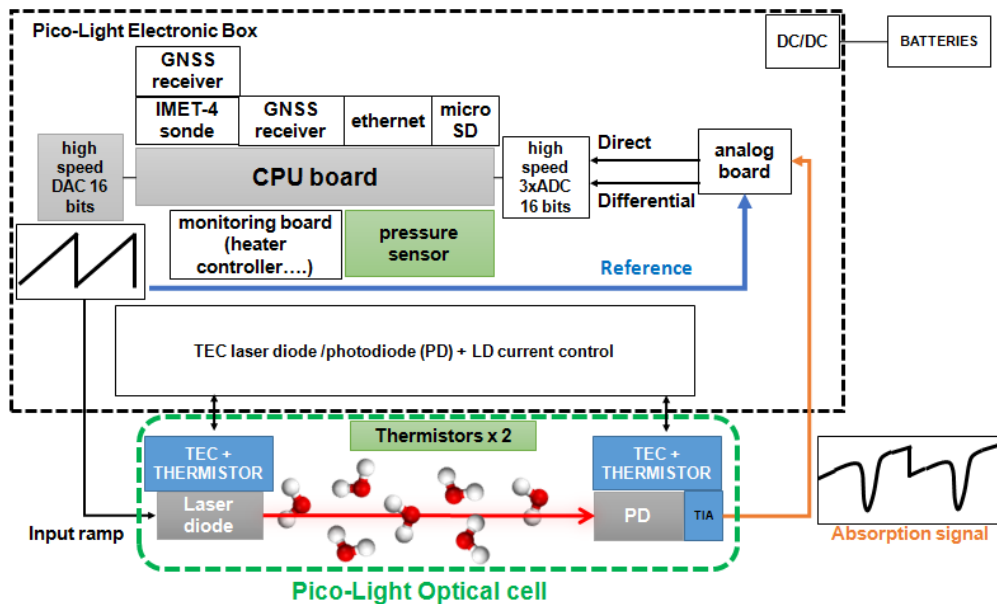 Pico-Light Electronic Box
DC/DC
BATTERIES
GNSS
receiver
IMET-4
sonde
GNSS
receiver
ethernet
micro
SD
high
speed
DAC 16
bits
CPU board
high
speed
3xADC
16 bits
Direct
Differential
analog
board
monitoring board
(heater
controller....)
pressure
sensor
Reference
TEC laser diode /photodiode (PD) + LD current control
Thermistors x 2
TEC +
THERMISTOR
TEC +
THERMISTOR
Laser
diode
PD
TIA
Input ramp
Absorption signal
Pico-Light Optical cell